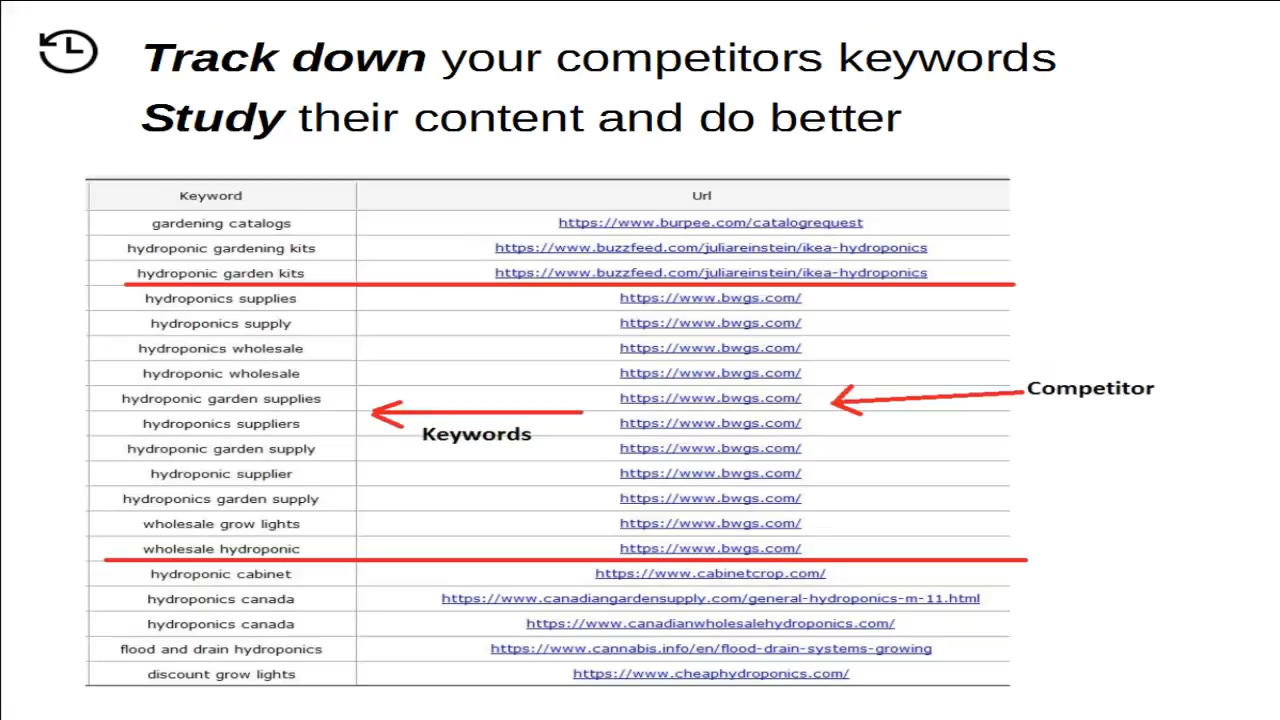 Track down your competitors keywords
Study their content and do better
Keyword Url
gardening catalogs https://www.burpee.com/catalogrequest
hydroponic gardening kits https://www.buzzfeed.com/juliareinstein/ikea-hydroponics
hydroponic garden kits https://www.buzzfeed.com/juliareinstein/ikea-hydroponics
hydroponics supplies https://www.bwgs.com/
hydroponics supply https://www.bwgs.com/
hydroponics wholesale https://www.bwgs.com/
hydroponic wholesale https://www.bwgs.com/
Competitor
hydroponic garden supplies https://www.bwgs.com/
hydroponics suppliers https://www.bwgs.com/
Keywords
hydroponic garden supply https://www.bwgs.com/
hydroponic supplier https://www.bwgs.com/
hydroponics garden supply https://www.bwgs.com/
wholesale grow lights https://www.bwgs.com/
wholesale hydroponic https://www.bwgs.com/
hydroponic cabinet https://www.cabinetcrop.com/
hydroponics canada https://www.canadiangardensupply.com/general-hydroponics-m-11.html
hydroponics canada https://www.canadianwholesalehydroponics.com/
flood and drain hydroponics https://www.cannabis.info/en/flood-drain-systems-growing
discount grow lights https://www.cheaphydroponics.com/